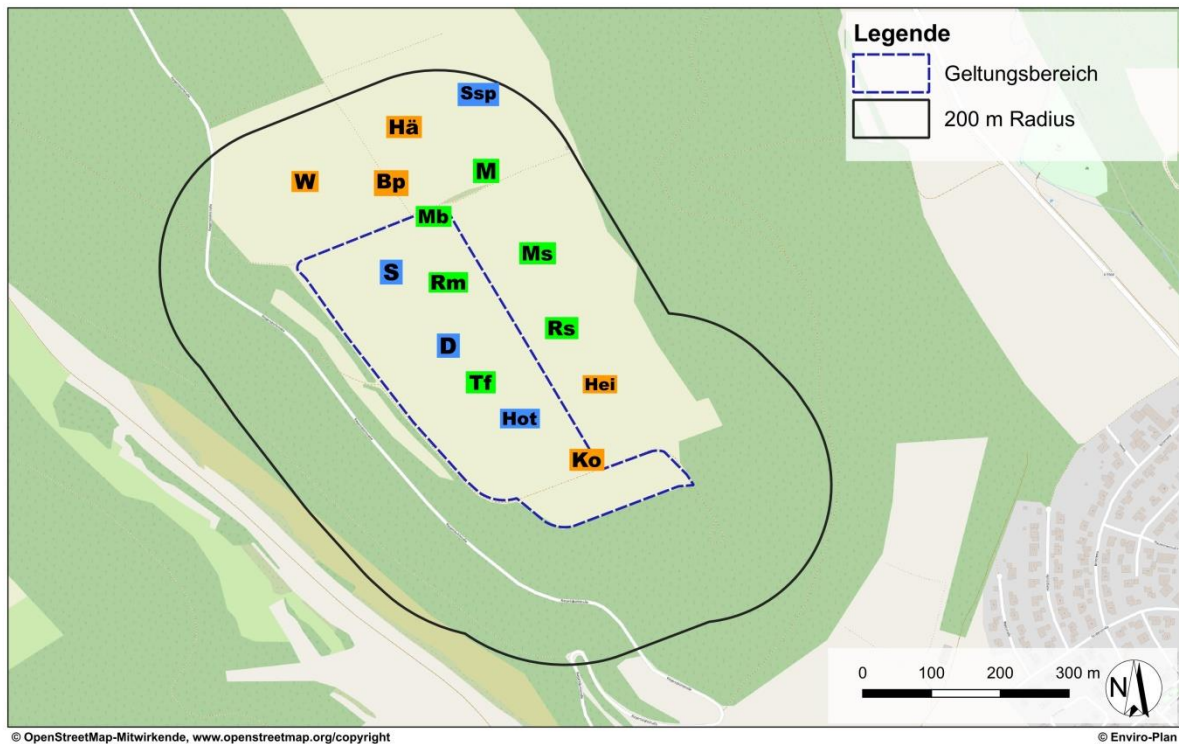 Legende
Geltungsbereich
200 m Radius
Ssp
Hä
M
W
Bp
Mb
Ms
S
Rm
Rs
D
Tf
Hei
Hot
Ko
0 100 200 300 m
N
© OpenStreetMap-Mitwirkende, www.openstreetmap.org/copyright
© Enviro-Plan